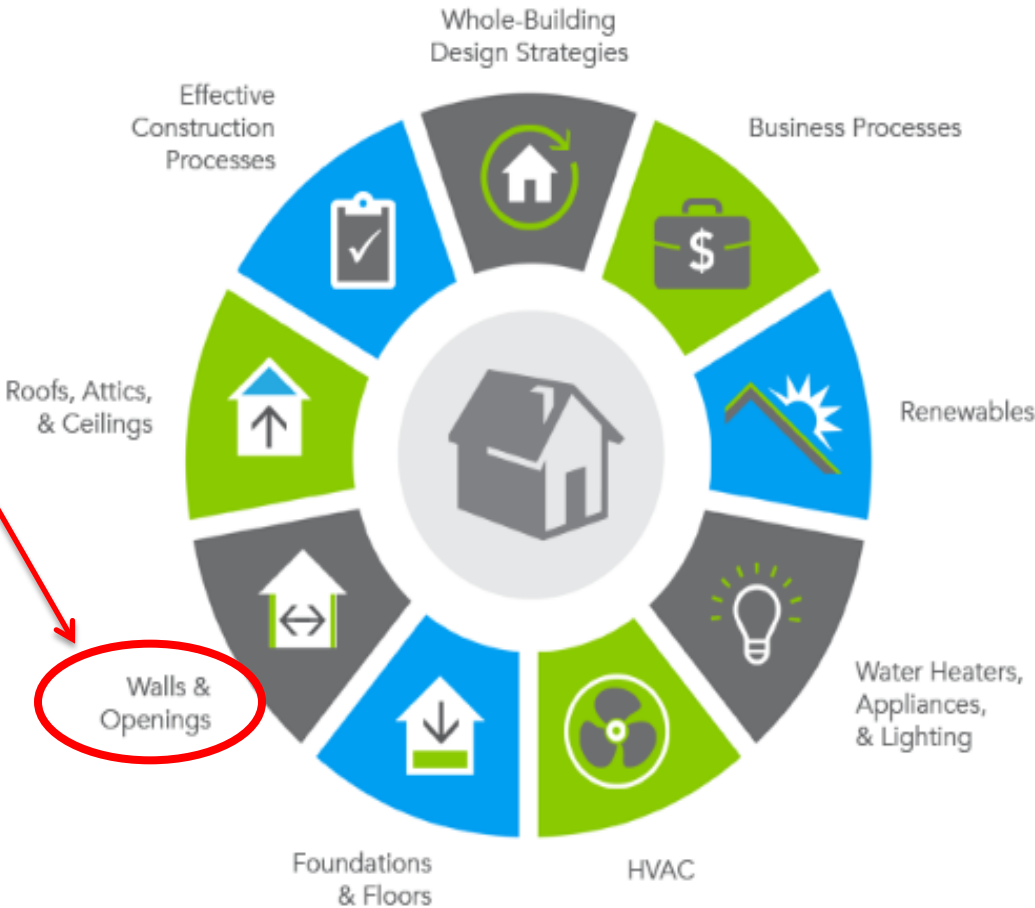 Whole-Building
Design Strategies
Effective
Construction
Processes
Business Processes
$
Roofs, Attics,
& Ceilings
Renewables
Walls &
Openings
Water Heaters,
Appliances,
& Lighting
Foundations
& Floors
HVAC